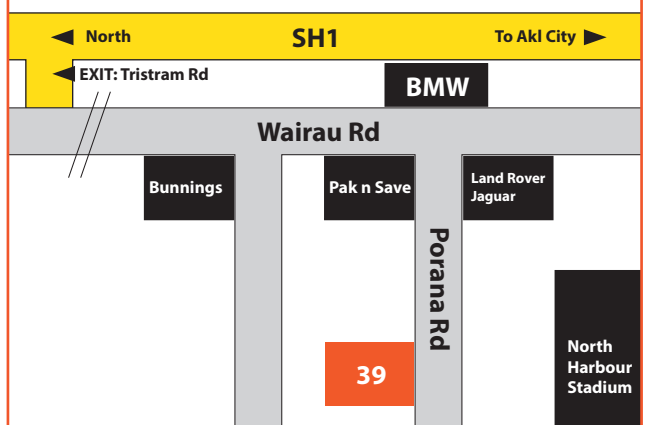 North
SH1
To Akl City
EXIT: Tristram Rd
BMW
Wairau Rd
Bunnings
Pak n Save
Land Rover
Jaguar
Porana Rd
39
North
Harbour
Stadium